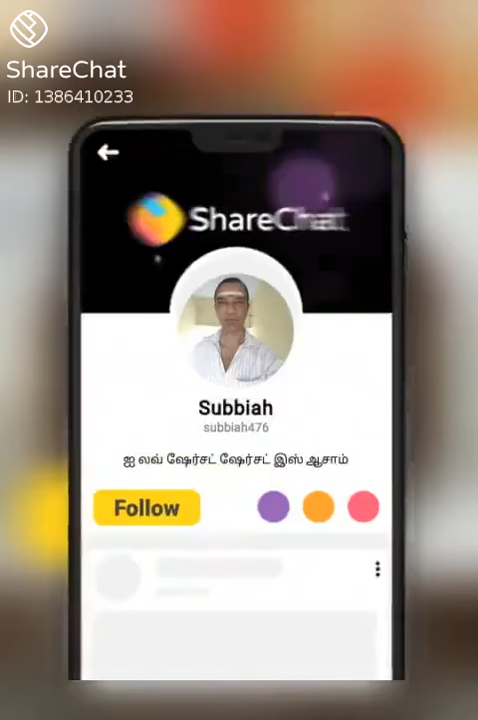 ShareChat
ID: 1386410233
ShareChat
Subbiah
subbiah476
ஐ லவ் ஷேர்சட் ஷேர்சட் இஸ் ஆசாம்
Follow